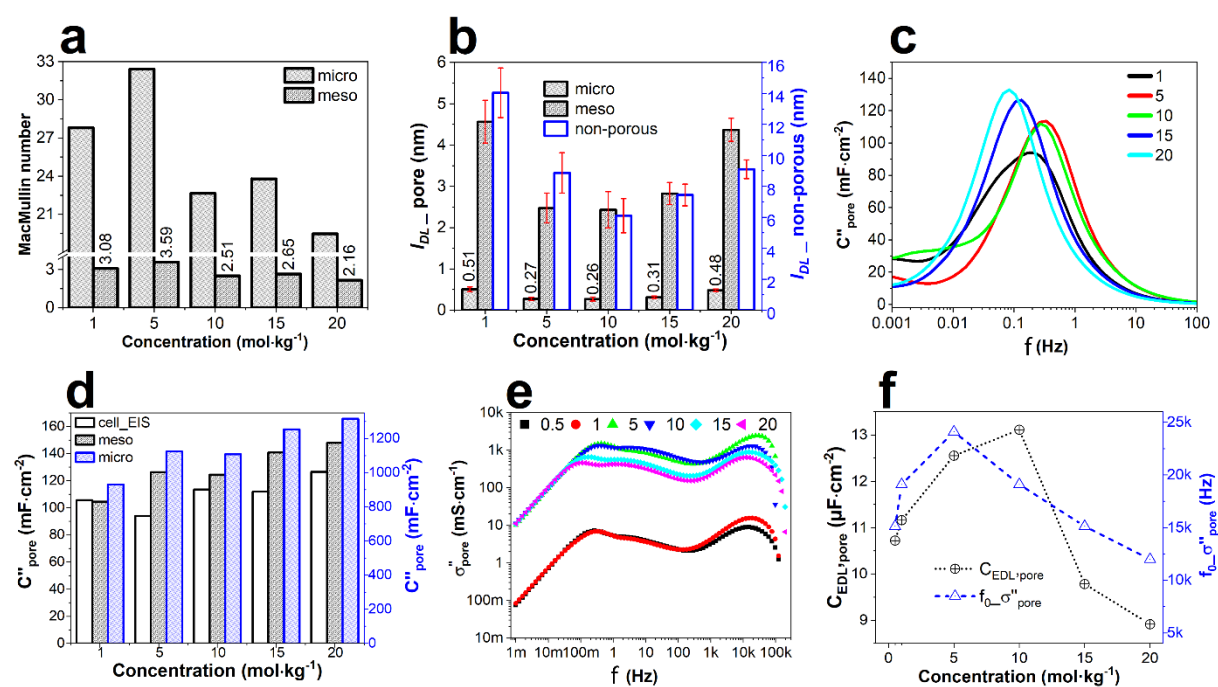 a
33
30
27
24
21
3
0
MacMullin number
micro
meso
3.08
3.59
2.51
2.65
2.16
1 5 10 15 20
Concentration (mol·kg⁻¹)
b
6
5
4
3
2
1
0
I_DL_ pore (nm)
micro
meso
non-porous
0.51
0.27
0.26
0.31
0.48
16
14
12
10
8
6
4
2
0
I_DL_ non-porous (nm)
1 5 10 15 20
Concentration (mol·kg⁻¹)
c
140
120
100
80
60
40
20
0
C"pore (mF·cm⁻²)
1
5
10
15
20
0.001 0.01 0.1 1 10 100
f (Hz)
d
160
140
120
100
80
60
40
20
0
C"pore (mF·cm⁻²)
cell_EIS
meso
micro
1200
1000
800
600
400
200
0
C"pore (mF·cm⁻²)
1 5 10 15 20
Concentration (mol·kg⁻¹)
e
10k
1k
100
10
1
100m
10m
σ"pore (mS·cm⁻¹)
0.5 1 5 10 15 20
1m 10m 100m 1 10 100 1k 10k 100k
f (Hz)
f
13
12
11
10
9
C_EDL,pore (µF·cm⁻²)
C_EDL,pore
f₀_σ"pore
25k
20k
15k
10k
5k
f₀_σ"pore (Hz)
0 5 10 15 20
Concentration (mol·kg⁻¹)